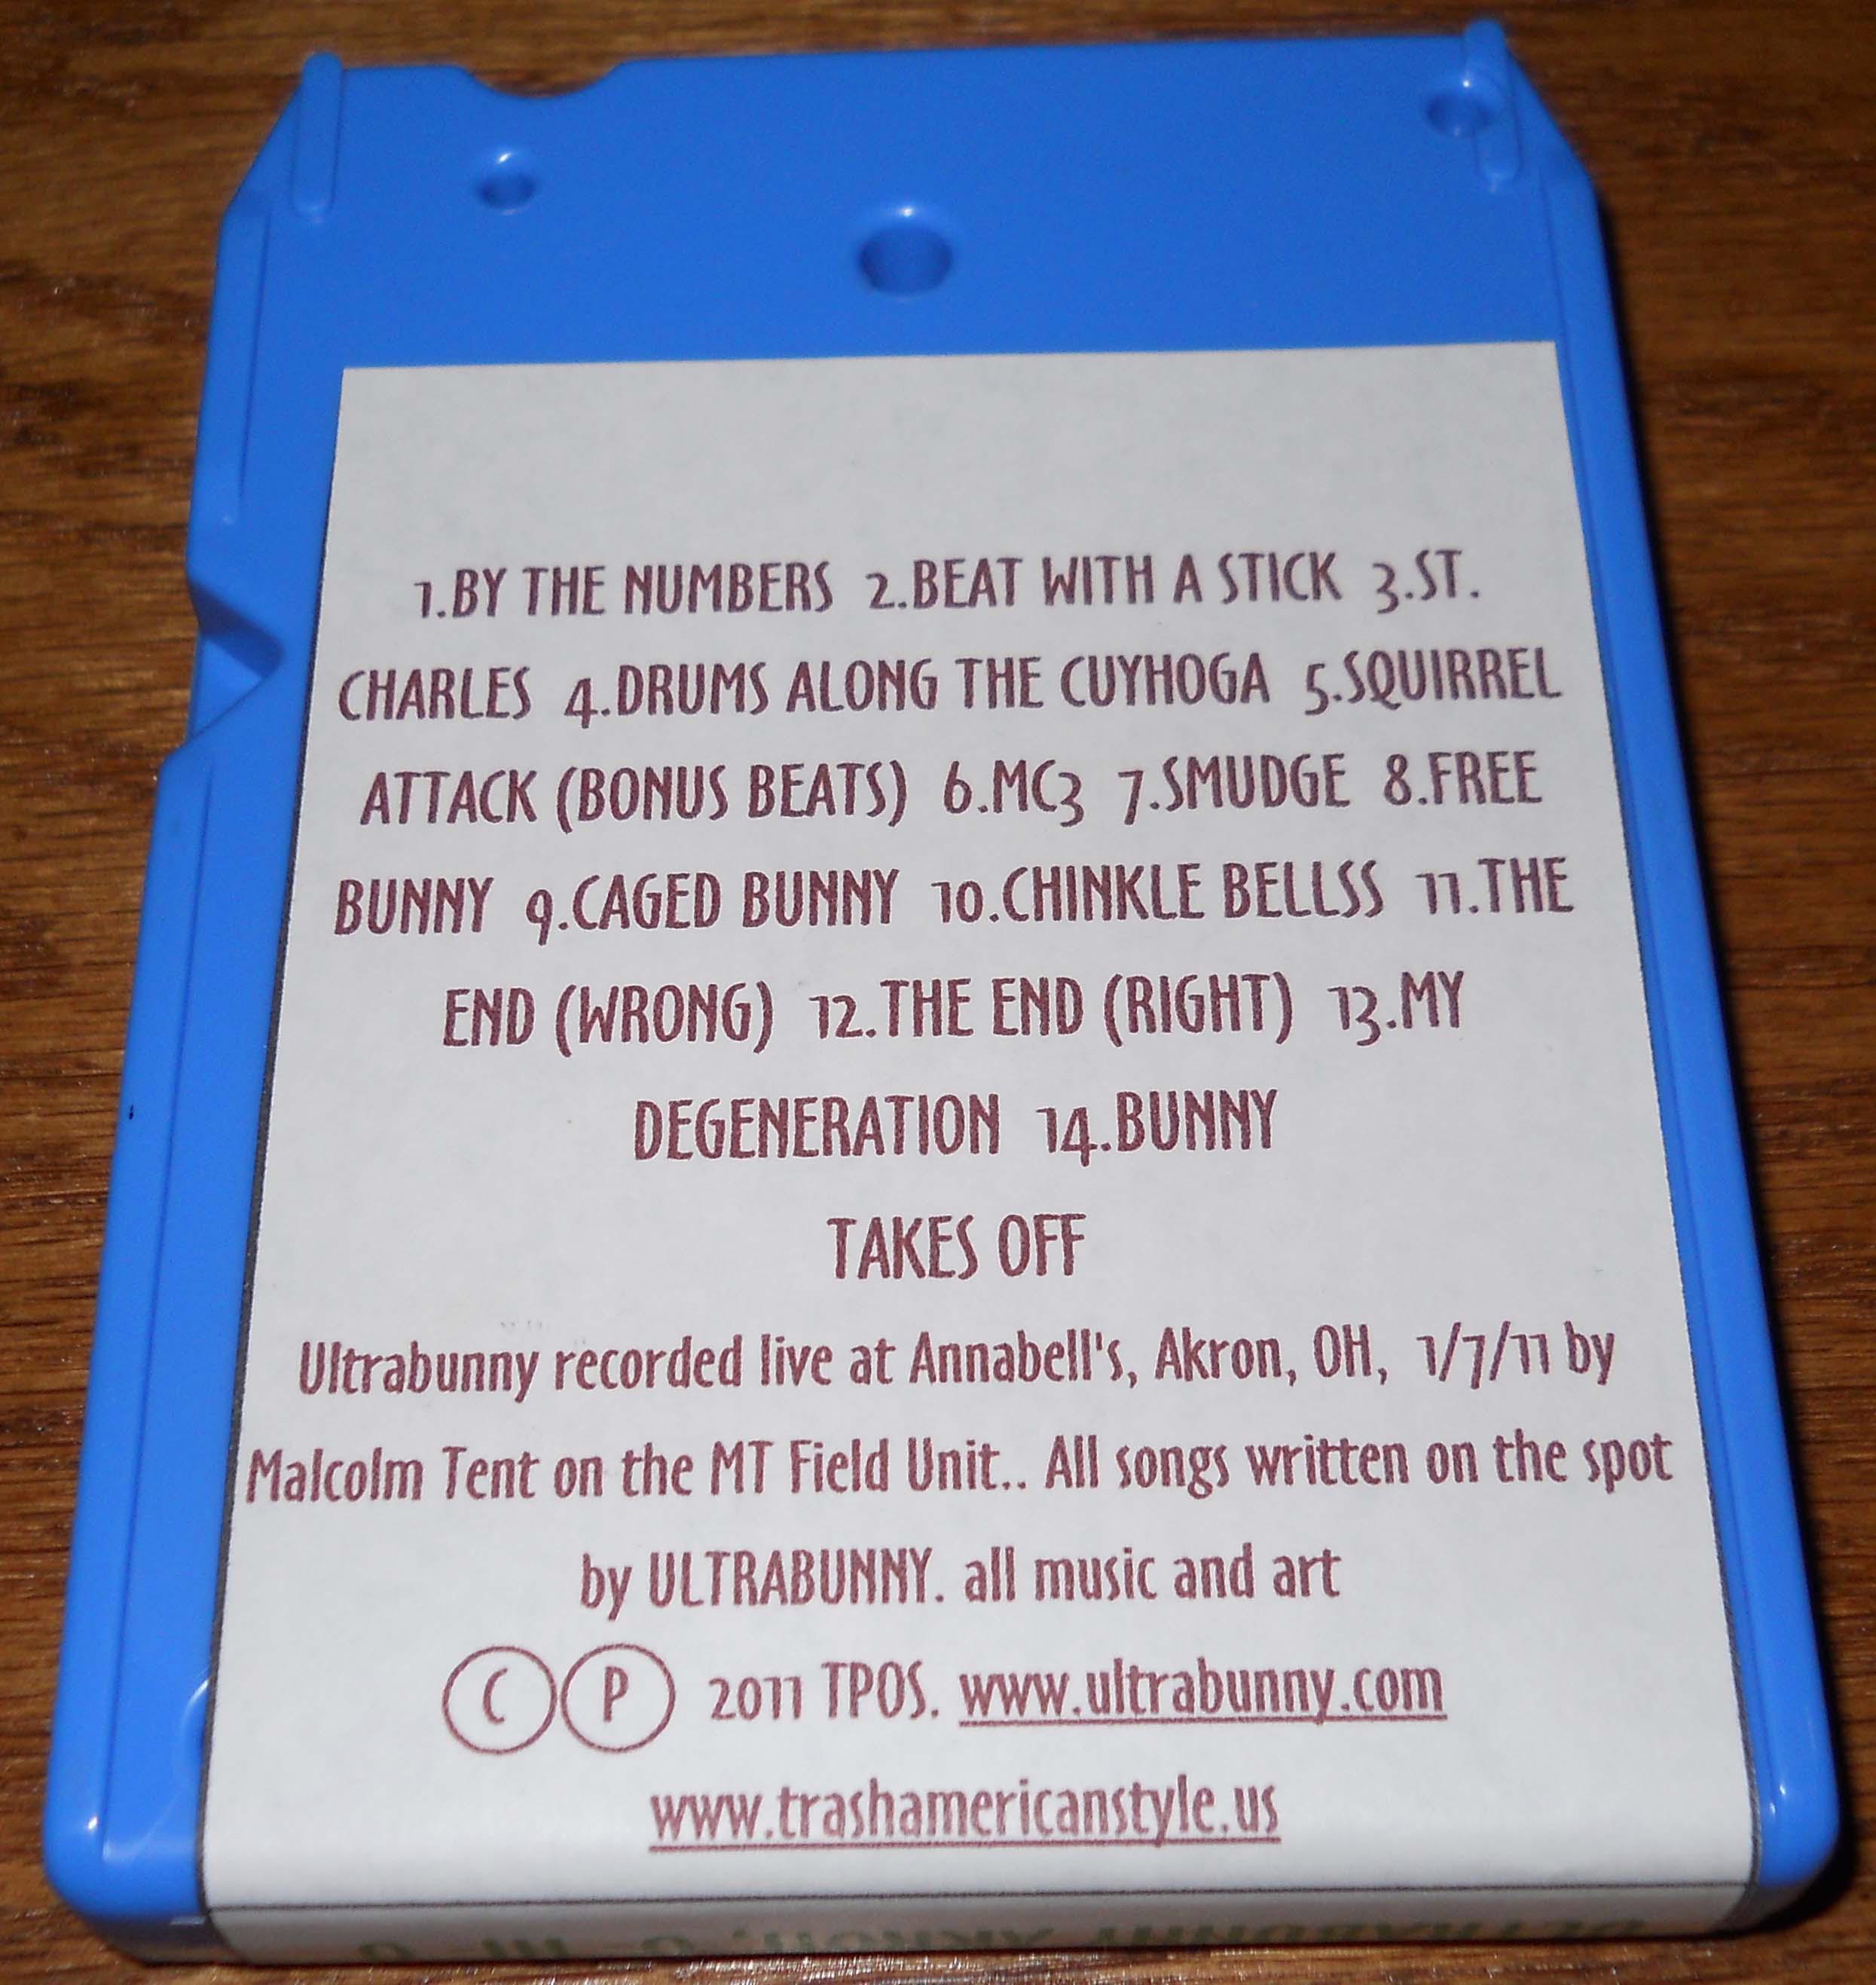 1.BY THE NUMBERS 2.BEAT WITH A STICK 3.ST.
CHARLES 4.DRUMS ALONG THE CUYHOGA 5.SQUIRREL
ATTACK (BONUS BEATS) 6.MC3 7.SMUDGE 8.FREE
BUNNY 9.CAGED BUNNY 10.CHINKLE BELLSS 11.THE
END (WRONG) 12.THE END (RIGHT) 13.MY
DEGENERATION 14.BUNNY
TAKES OFF
Ultrabunny recorded live at Annabell's, Akron, OH, 1/7/11 by
Malcolm Tent on the MT Field Unit.. All songs written on the spot
by ULTRABUNNY. all music and art
Ⓒ Ⓟ 2011 TPOS. www.ultrabunny.com
www.trashamericanstyle.us